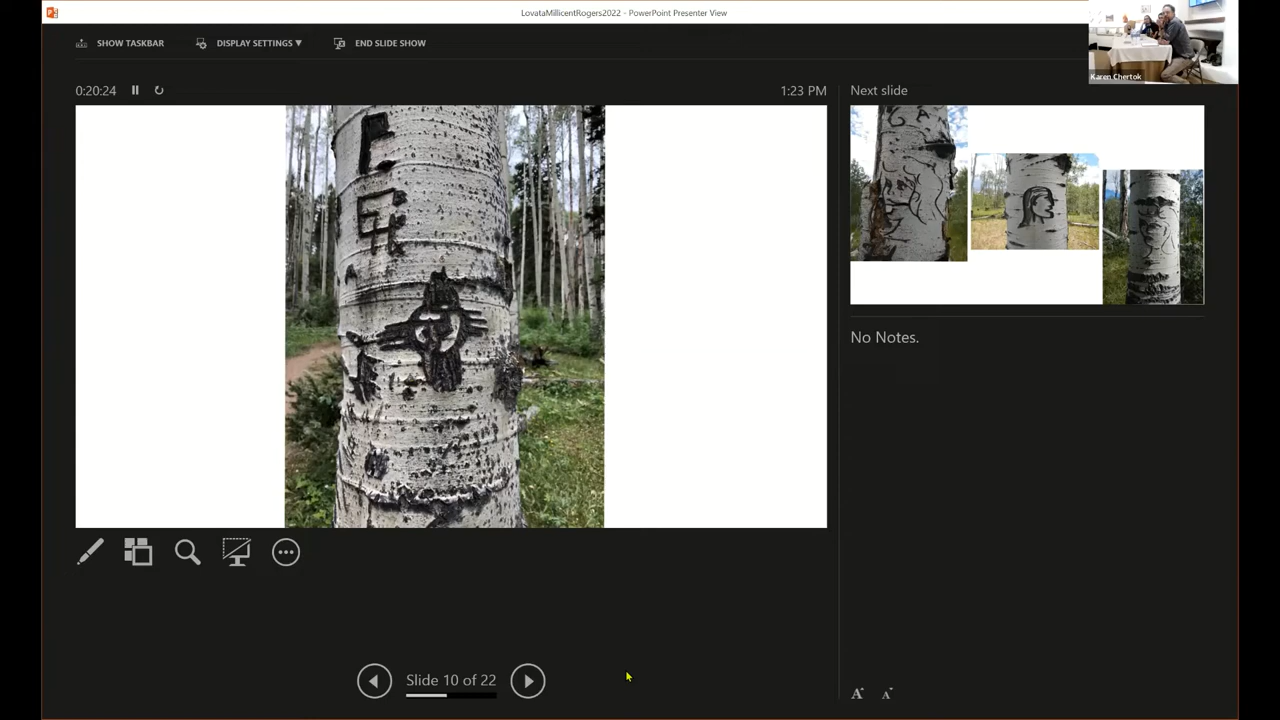 LovataMillicentRogers2022 - PowerPoint Presenter View
SHOW TASKBAR
DISPLAY SETTINGS ▼
END SLIDE SHOW
Karen Chertok
0:20:24
1:23 PM
Next slide
GA
No Notes.
Slide 10 of 22
A
A